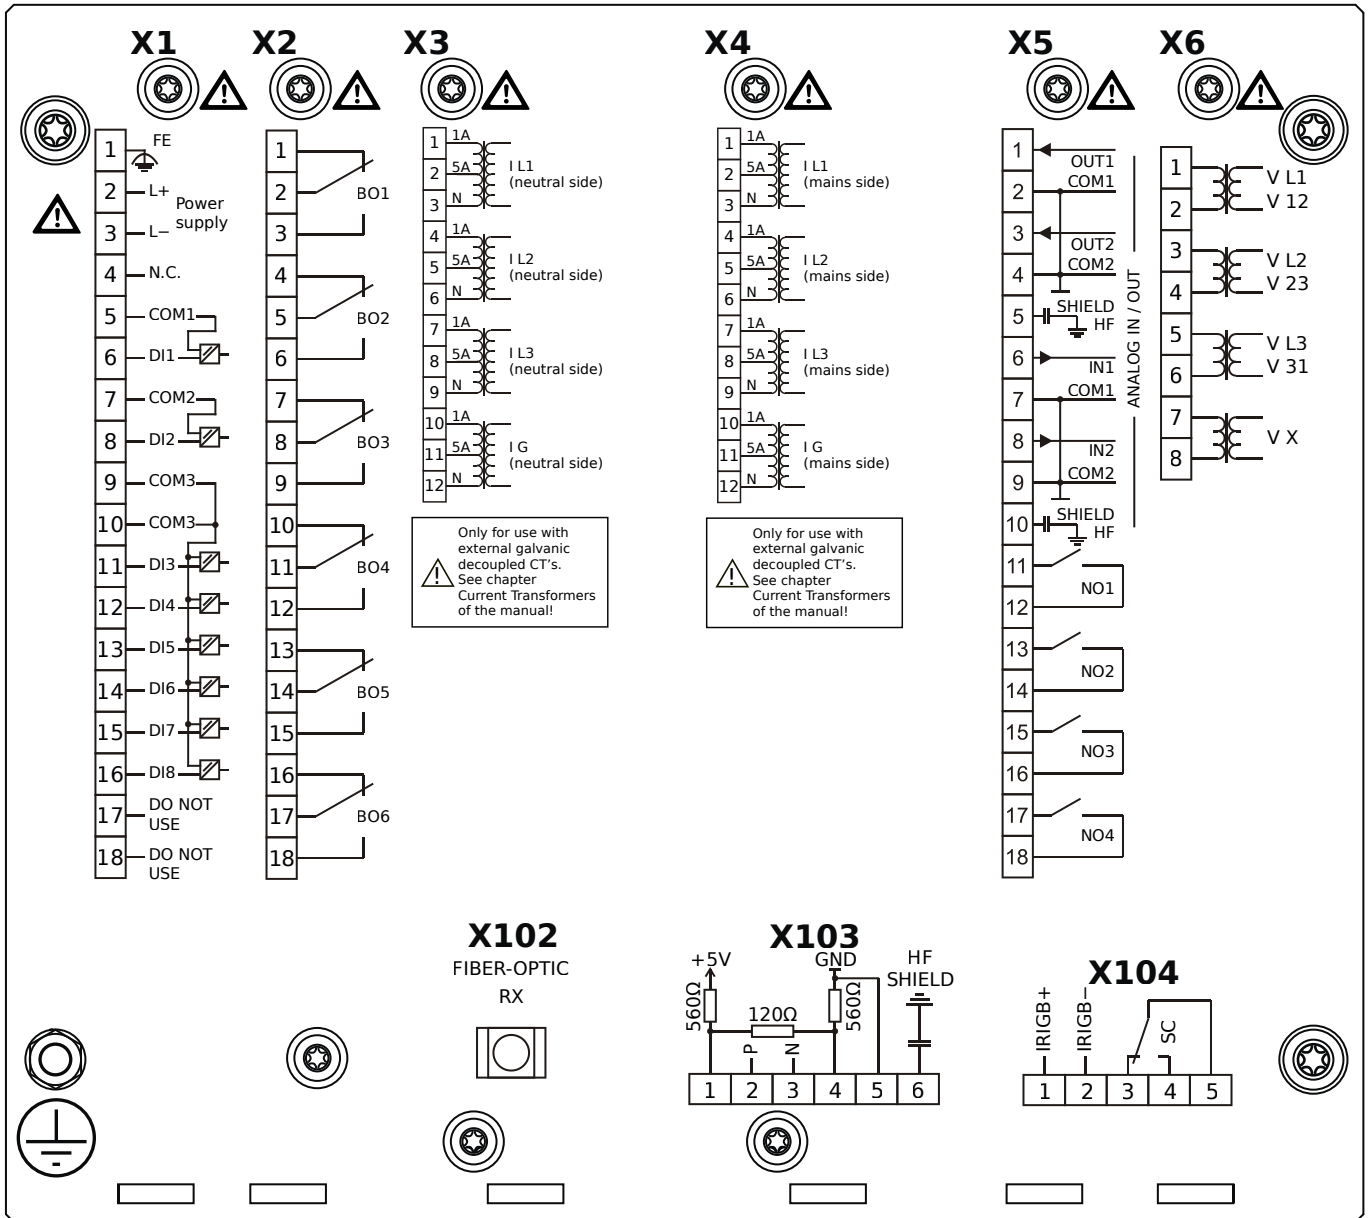 X1
X2
X3
X4
X5
X6
1
FE
2
L+
Power
supply
3
L−
4
N.C.
5
COM1
6
DI1
7
COM2
8
DI2
9
COM3
10
COM3
11
DI3
12
DI4
13
DI5
14
DI6
15
DI7
16
DI8
17
DO NOT
USE
18
DO NOT
USE
1
2
BO1
3
4
5
BO2
6
7
8
BO3
9
10
11
BO4
12
13
14
BO5
15
16
17
BO6
18
1
1A
2
5A
I L1
(neutral side)
3
N
4
1A
5
5A
I L2
(neutral side)
6
N
7
1A
8
5A
I L3
(neutral side)
9
N
10
1A
11
5A
I G
(neutral side)
12
N
Only for use with
external galvanic
decoupled CT's.
See chapter
Current Transformers
of the manual!
1
1A
2
5A
I L1
(mains side)
3
N
4
1A
5
5A
I L2
(mains side)
6
N
7
1A
8
5A
I L3
(mains side)
9
N
10
1A
11
5A
I G
(mains side)
12
N
Only for use with
external galvanic
decoupled CT's.
See chapter
Current Transformers
of the manual!
1
OUT1
2
COM1
3
OUT2
4
COM2
5
SHIELD
HF
6
IN1
7
COM1
8
IN2
9
COM2
10
SHIELD
HF
ANALOG IN / OUT
11
NO1
12
13
NO2
14
15
NO3
16
17
NO4
18
1
V L1
2
V 12
3
V L2
4
V 23
5
V L3
6
V 31
7
V X
8
X102
FIBER-OPTIC
RX
X103
+5V
GND
HF
SHIELD
560Ω
120Ω
560Ω
P
N
1 2 3 4 5 6
X104
IRIGB+
IRIGB−
SC
1 2 3 4 5